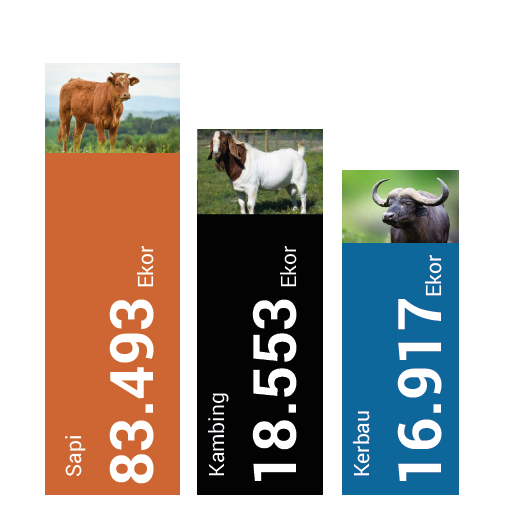 Sapi
83.493 Ekor
Kambing
18.553 Ekor
Kerbau
16.917 Ekor